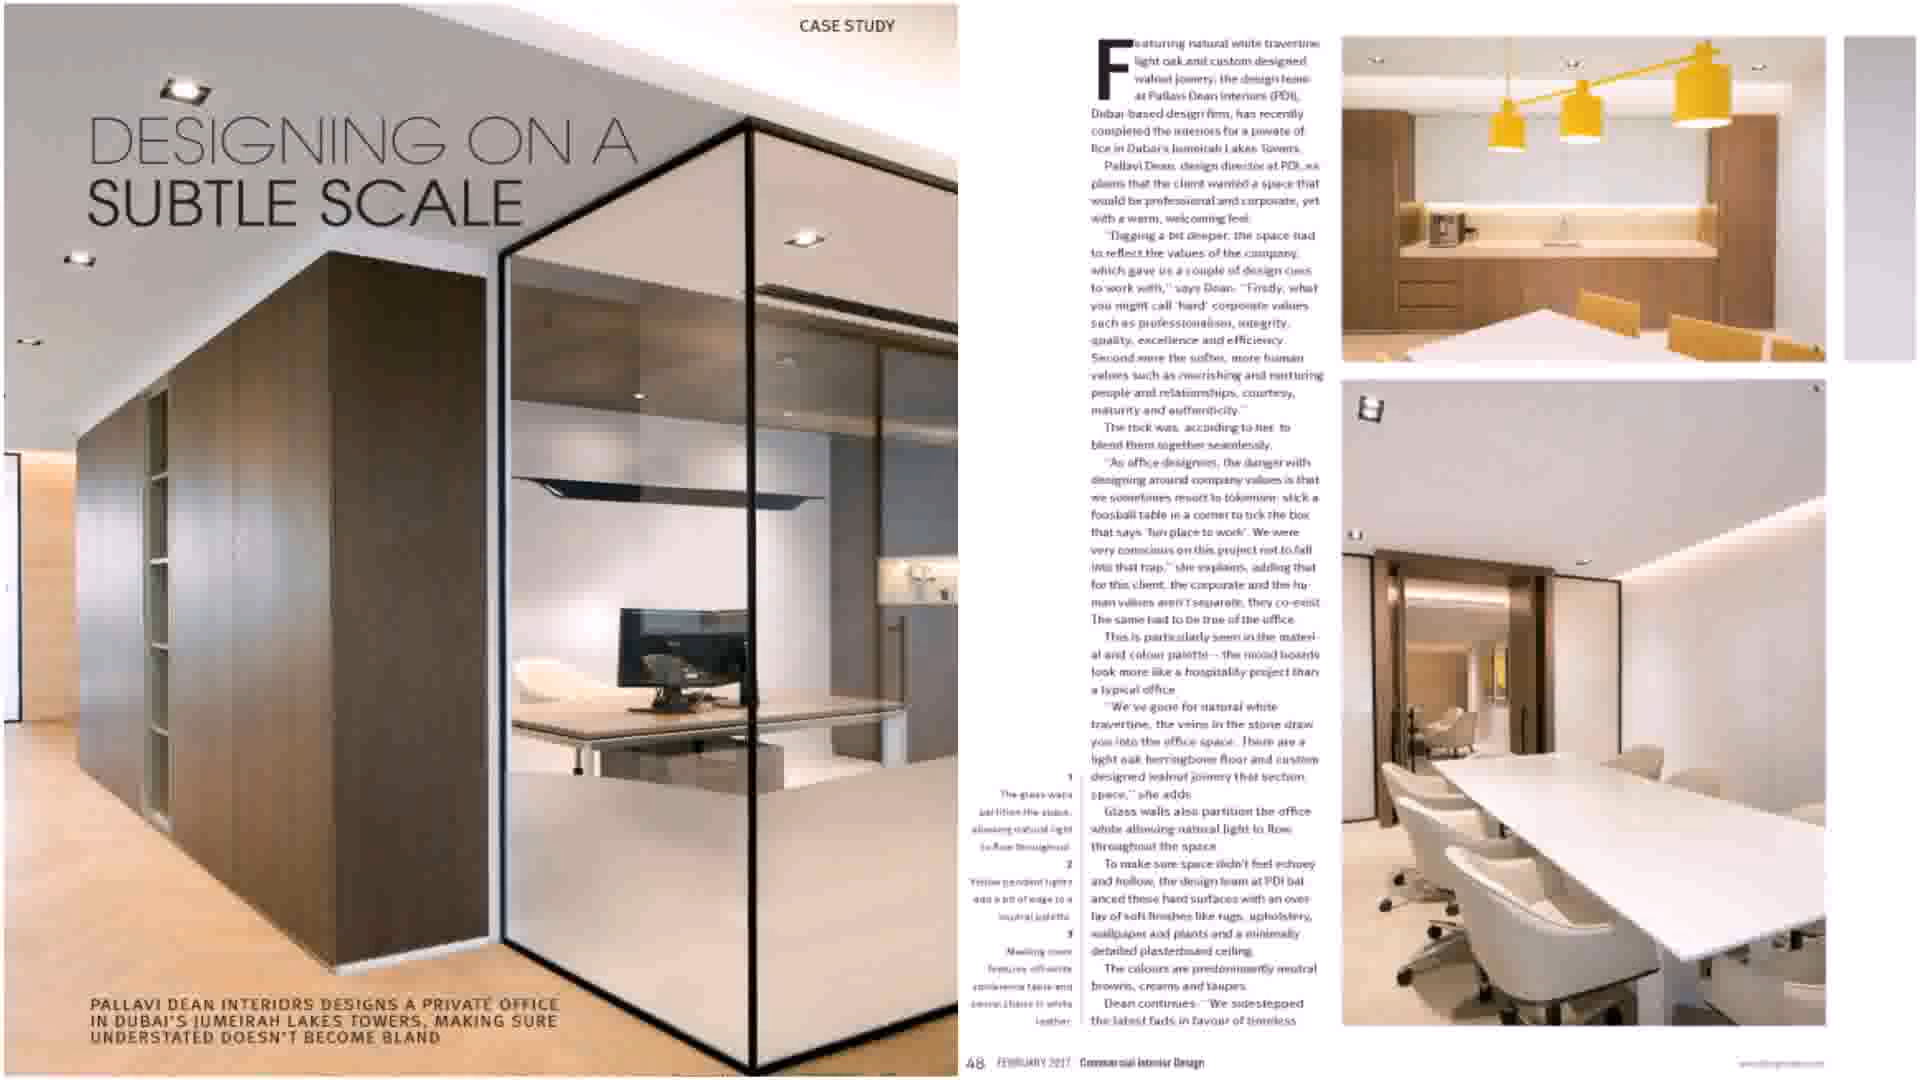 CASE STUDY
DESIGNING ON A
SUBTLE SCALE
PALLAVI DEAN INTERIORS DESIGNS A PRIVATE OFFICE
IN DUBAI'S JUMEIRAH LAKES TOWERS, MAKING SURE
UNDERSTATED DOESN'T BECOME BLAND
Featuring natural white travertine
light oak and custom designed
walnut joinery, the design team
at Pallavi Dean Interiors (PDI),
Dubai-based design firm, has recently
completed the interiors for a private of-
fice in Dubai's Jumeirah Lakes Towers.
Pallavi Dean, design director at PDI, ex-
plains that the client wanted a space that
would be professional and corporate, yet
with a warm, welcoming feel.
"Digging a bit deeper, the space had
to reflect the values of the company,
which gave us a couple of design cues
to work with," says Dean. "Firstly, what
you might call 'hard' corporate values
such as professionalism, integrity,
quality, excellence and efficiency.
Second were the softer, more human
values such as nourishing and nurturing
people and relationships, courtesy,
maturity and authenticity."
The trick was, according to her, to
blend them together seamlessly.
"As office designers, the danger with
designing around company values is that
we sometimes resort to tokenism: stick a
foosball table in a corner to tick the box
that says 'fun place to work'. We were
very conscious on this project not to fall
into that trap," she explains, adding that
for this client, the corporate and the hu-
man values aren't separate, they co-exist.
The same had to be true of the office.
This is particularly seen in the materi-
al and colour palette – the mood boards
look more like a hospitality project than
a typical office.
"We've gone for natural white
travertine, the veins in the stone draw
you into the office space. There are a
light oak herringbone floor and custom
designed walnut joinery that section
space," she adds.
Glass walls also partition the office
while allowing natural light to flow
throughout the space.
To make sure space didn't feel echoey
and hollow, the design team at PDI bal-
anced these hard surfaces with an over-
lay of soft finishes like rugs, upholstery,
wallpaper and plants and a minimally
detailed plasterboard ceiling.
The colours are predominently neutral
browns, creams and taupes.
Dean continues: "We sidestepped
the latest fads in favour of timeless
1
The glass walls
partition the space,
allowing natural light
to flow throughout.
2
Yellow pendant lights
add a bit of edge to a
neutral palette.
3
Meeting room
features off-white
conference table and
swivel chairs in white
leather.
48 FEBRUARY 2017 Commercial Interior Design